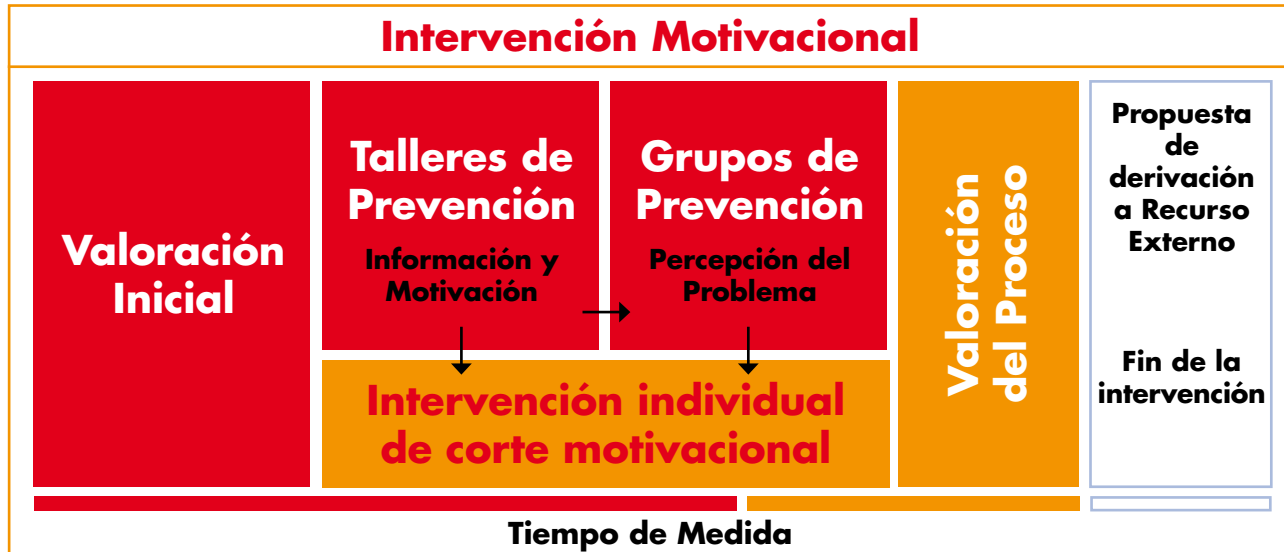 Intervención Motivacional
Valoración
Inicial
Talleres de
Prevención
Información y
Motivación
Grupos de
Prevención
Percepción del
Problema
Intervención individual
de corte motivacional
Valoración
del Proceso
Propuesta
de
derivación
a Recurso
Externo
Fin de la
intervención
Tiempo de Medida